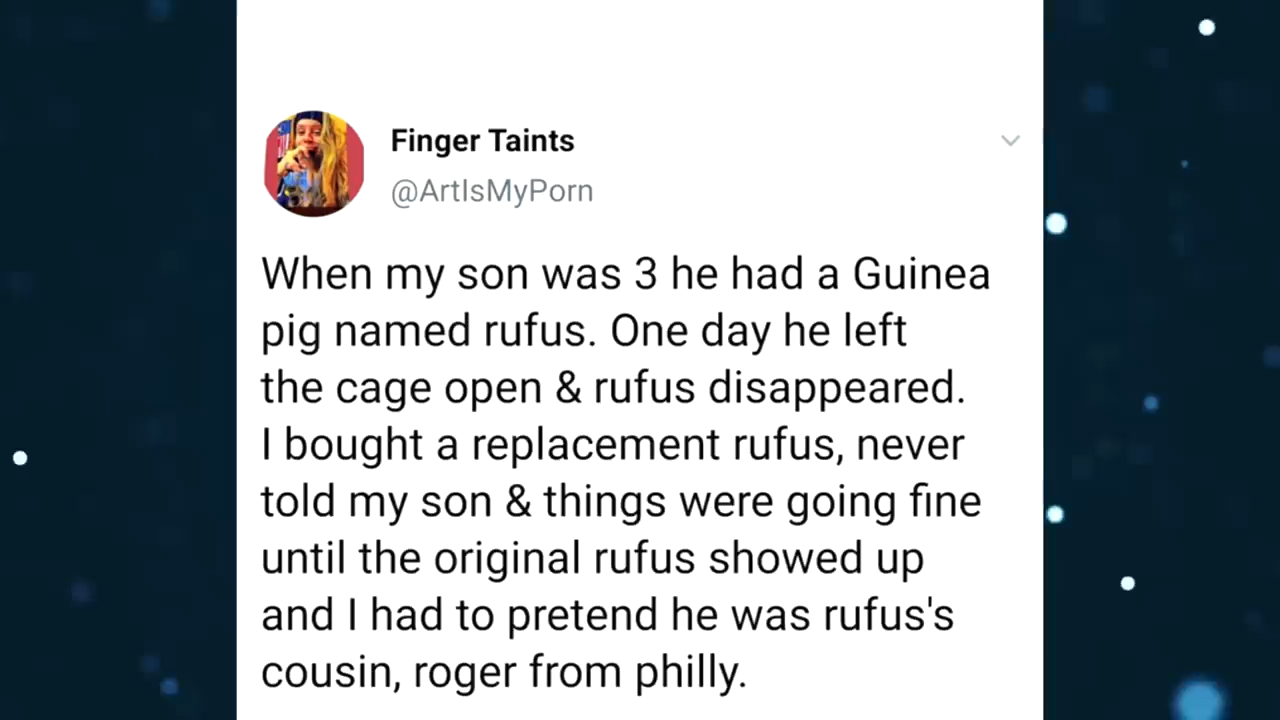 Finger Taints
@ArtIsMyPorn
When my son was 3 he had a Guinea
pig named rufus. One day he left
the cage open & rufus disappeared.
I bought a replacement rufus, never
told my son & things were going fine
until the original rufus showed up
and I had to pretend he was rufus's
cousin, roger from philly.